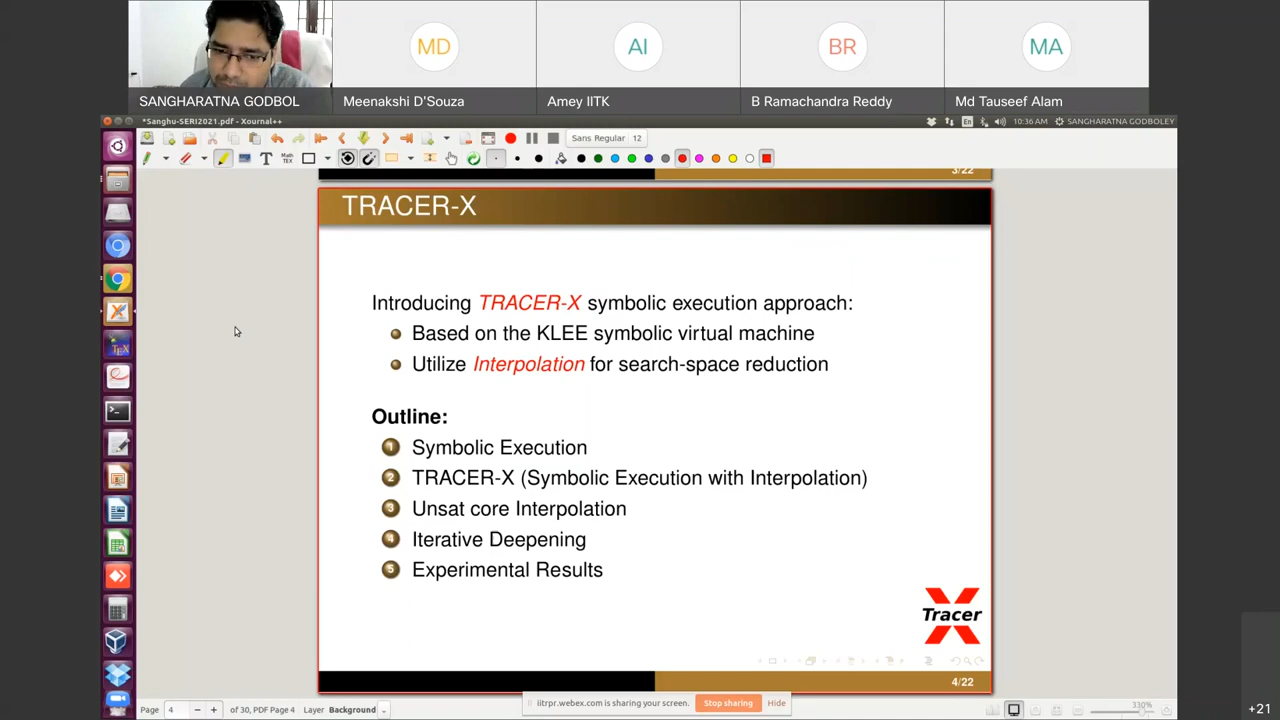 MD
AI
BR
MA
SANGHARATNA GODBOL
Meenakshi D'Souza
Amey IITK
B Ramachandra Reddy
Md Tauseef Alam
*Sanghu-SERI2021.pdf - Xournal++
En
10:36 AM
SANGHARATNA GODBOLEY
Sans Regular 12
3/22
TRACER-X
Introducing TRACER-X symbolic execution approach:
Based on the KLEE symbolic virtual machine
Utilize Interpolation for search-space reduction
Outline:
1 Symbolic Execution
2 TRACER-X (Symbolic Execution with Interpolation)
3 Unsat core Interpolation
4 Iterative Deepening
5 Experimental Results
Tracer
4/22
iitrpr.webex.com is sharing your screen.
Stop sharing
Hide
Page 4 of 30, PDF Page 4 Layer Background
330%
+21